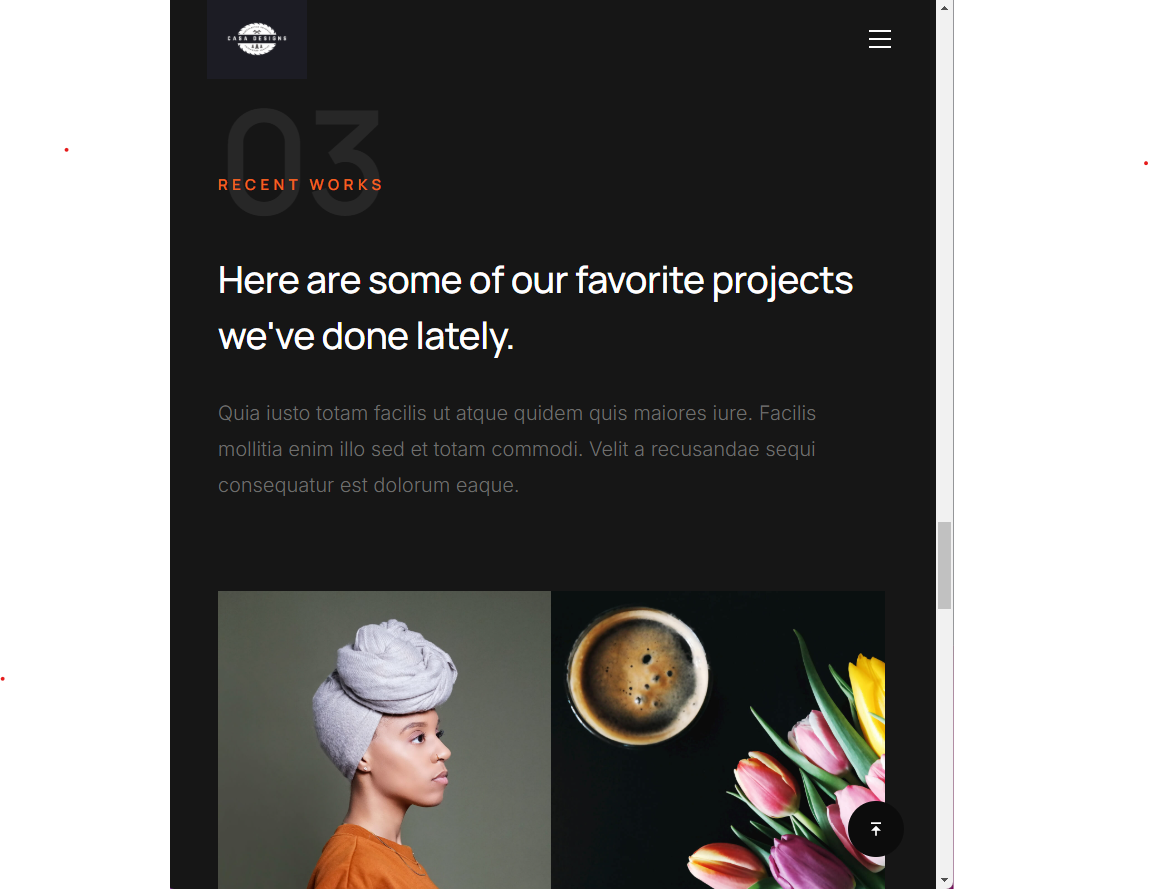 CASA DESIGNS
03
RECENT WORKS
Here are some of our favorite projects
we've done lately.
Quia iusto totam facilis ut atque quidem quis maiores iure. Facilis
mollitia enim illo sed et totam commodi. Velit a recusandae sequi
consequatur est dolorum eaque.